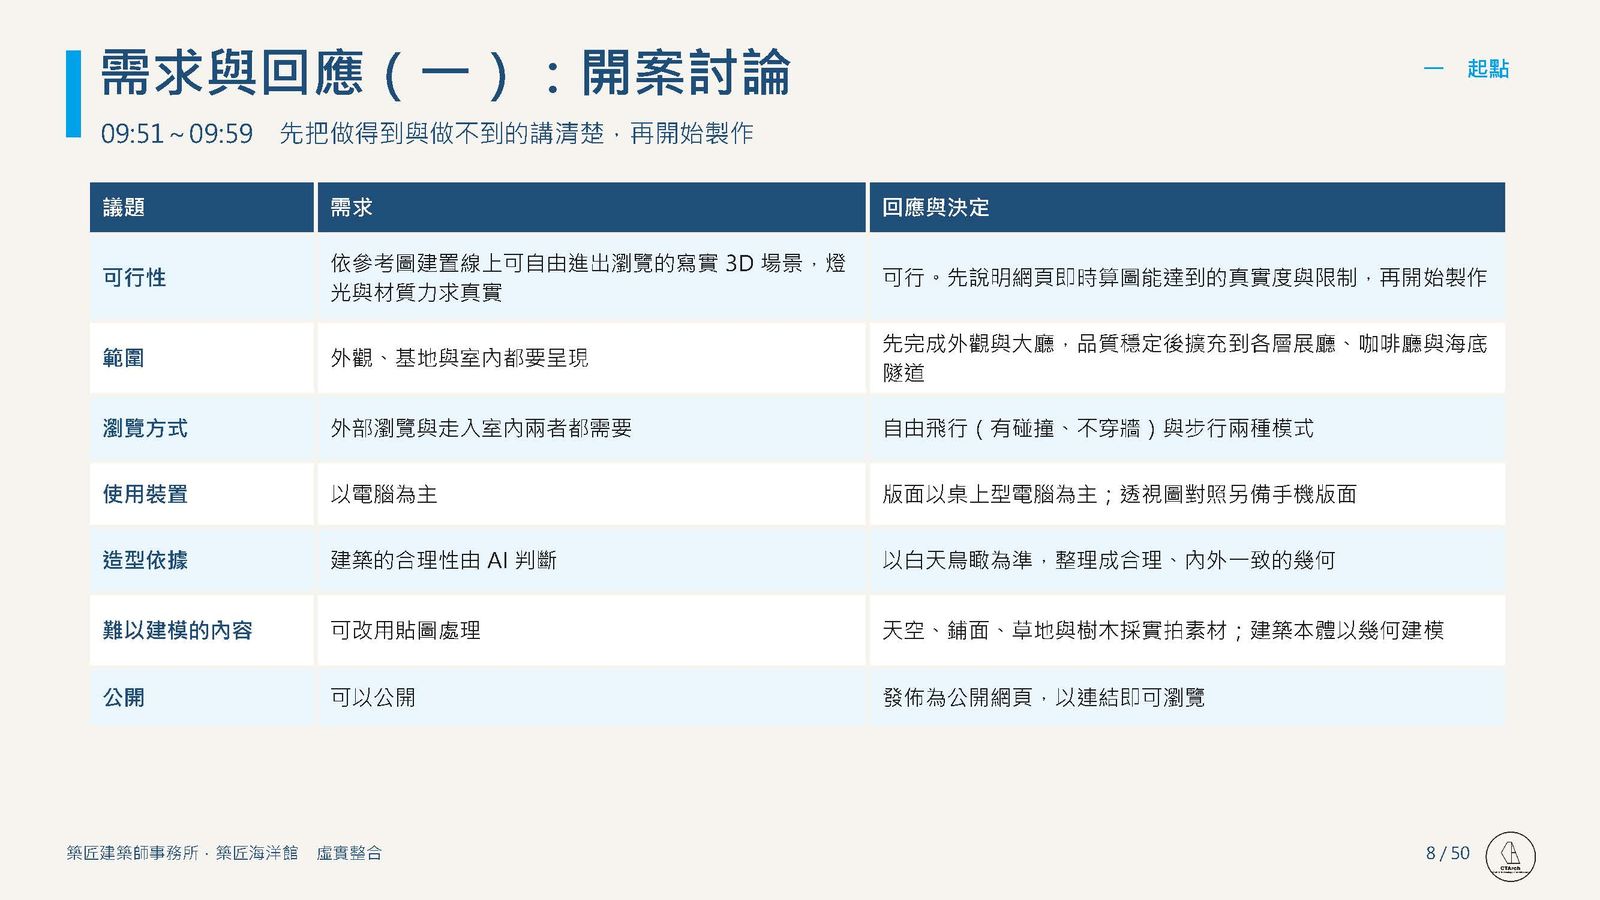 需求與回應（一）：開案討論
一　起點
09:51～09:59　先把做得到與做不到的講清楚，再開始製作
議題
需求
回應與決定
可行性
依參考圖建置線上可自由進出瀏覽的寫實 3D 場景，燈
光與材質力求真實
可行。先說明網頁即時算圖能達到的真實度與限制，再開始製作
範圍
外觀、基地與室內都要呈現
先完成外觀與大廳，品質穩定後擴充到各層展廳、咖啡廳與海底
隧道
瀏覽方式
外部瀏覽與走入室內兩者都需要
自由飛行（有碰撞、不穿牆）與步行兩種模式
使用裝置
以電腦為主
版面以桌上型電腦為主；透視圖對照另備手機版面
造型依據
建築的合理性由 AI 判斷
以白天鳥瞰為準，整理成合理、內外一致的幾何
難以建模的內容
可改用貼圖處理
天空、鋪面、草地與樹木採實拍素材；建築本體以幾何建模
公開
可以公開
發佈為公開網頁，以連結即可瀏覽
築匠建築師事務所．築匠海洋館　虛實整合
8 / 50
CTArch